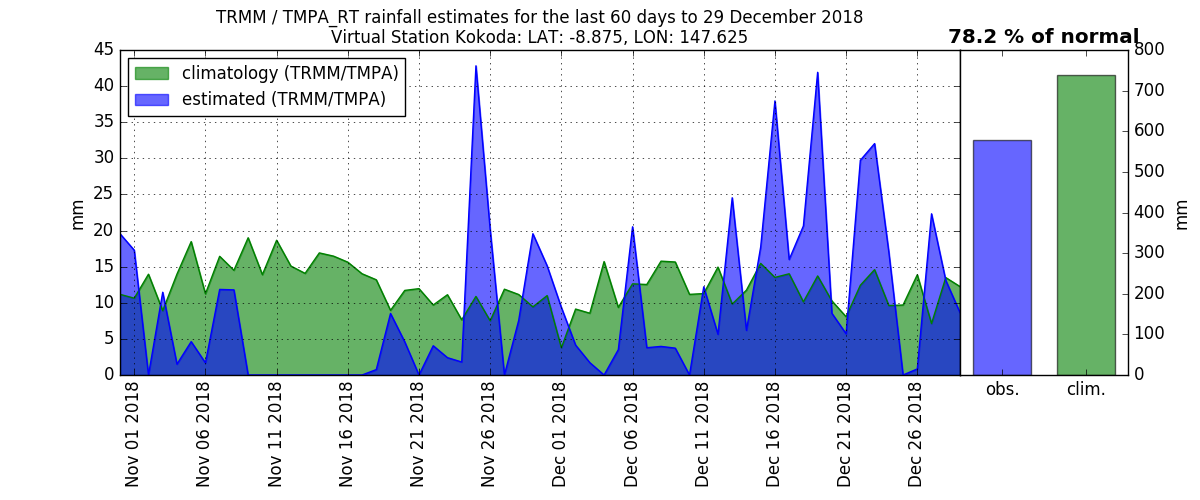 TRMM / TMPA_RT rainfall estimates for the last 60 days to 29 December 2018
Virtual Station Kokoda: LAT: -8.875, LON: 147.625
78.2 % of normal
climatology (TRMM/TMPA)
estimated (TRMM/TMPA)
mm
45
40
35
30
25
20
15
10
5
0
Nov 01 2018
Nov 06 2018
Nov 11 2018
Nov 16 2018
Nov 21 2018
Nov 26 2018
Dec 01 2018
Dec 06 2018
Dec 11 2018
Dec 16 2018
Dec 21 2018
Dec 26 2018
obs.
clim.
800
700
600
500
400
300
200
100
0
mm